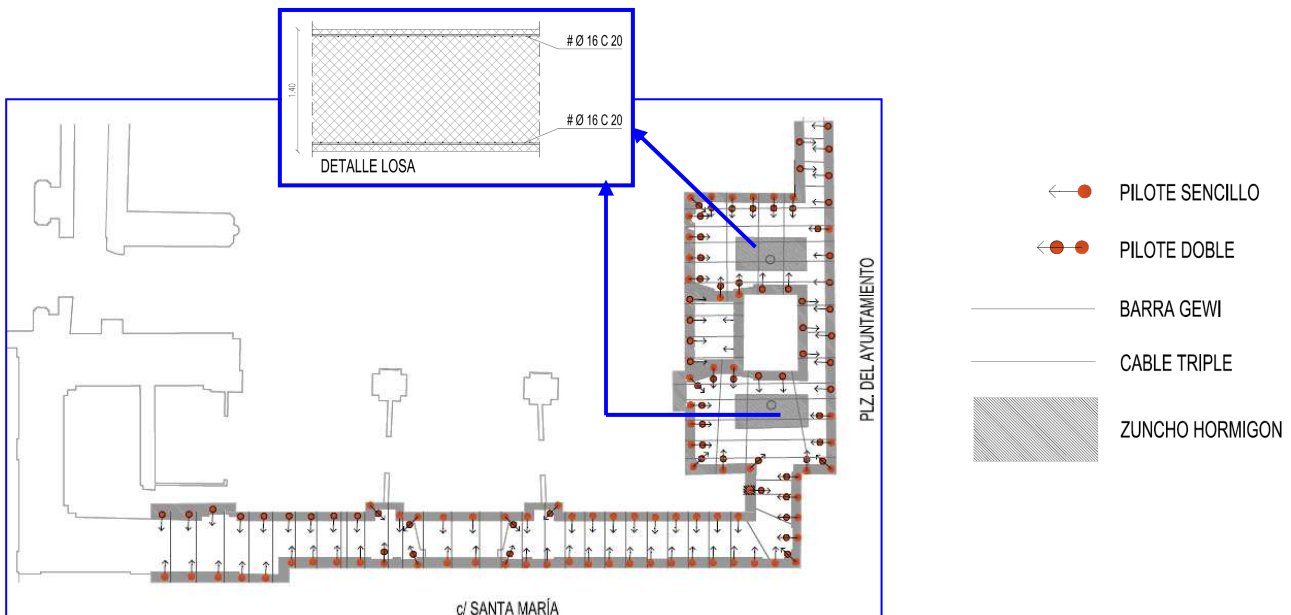 # Ø 16 C 20
1.40
# Ø 16 C 20
DETALLE LOSA
PLZ. DEL AYUNTAMIENTO
c/ SANTA MARÍA
PILOTE SENCILLO
PILOTE DOBLE
BARRA GEWI
CABLE TRIPLE
ZUNCHO HORMIGON